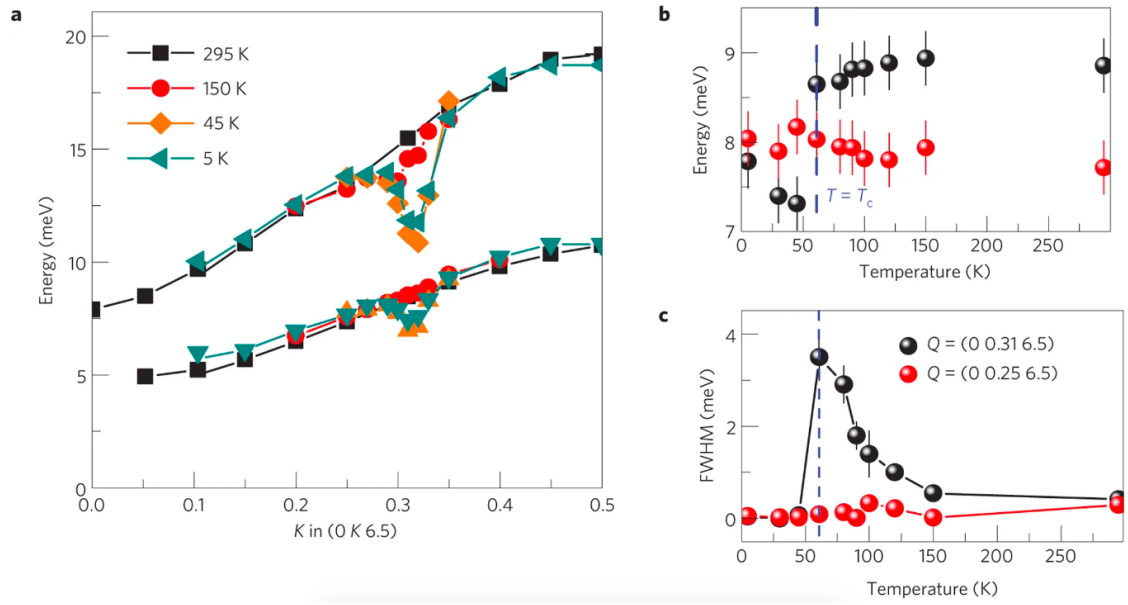 a
20
15
10
5
0
Energy (meV)
295 K
150 K
45 K
5 K
0.0 0.1 0.2 0.3 0.4 0.5
K in (0 K 6.5)
b
9
8
7
Energy (meV)
T = Tc
0 50 100 150 200 250
Temperature (K)
c
4
2
0
FWHM (meV)
Q = (0 0.31 6.5)
Q = (0 0.25 6.5)
0 50 100 150 200 250
Temperature (K)